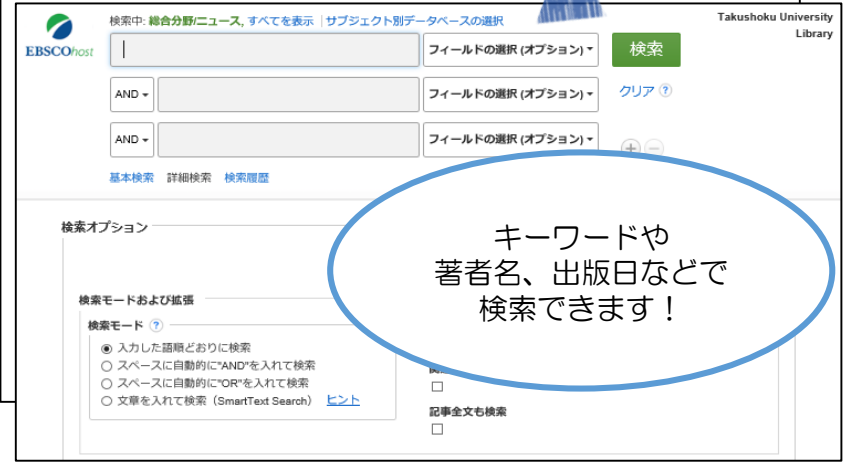 検索中: 総合分野/ニュース, すべてを表示 | サブジェクト別データベースの選択
Takushoku University
Library
EBSCOhost
フィールドの選択 (オプション)
検索
AND
フィールドの選択 (オプション)
クリア ?
AND
フィールドの選択 (オプション)
基本検索 詳細検索 検索履歴
検索オプション
キーワードや
著者名、出版日などで
検索できます！
検索モードおよび拡張
検索モード ?
入力した語順どおりに検索
スペースに自動的に"AND"を入れて検索
スペースに自動的に"OR"を入れて検索
文章を入れて検索（SmartText Search） ヒント
記事全文も検索